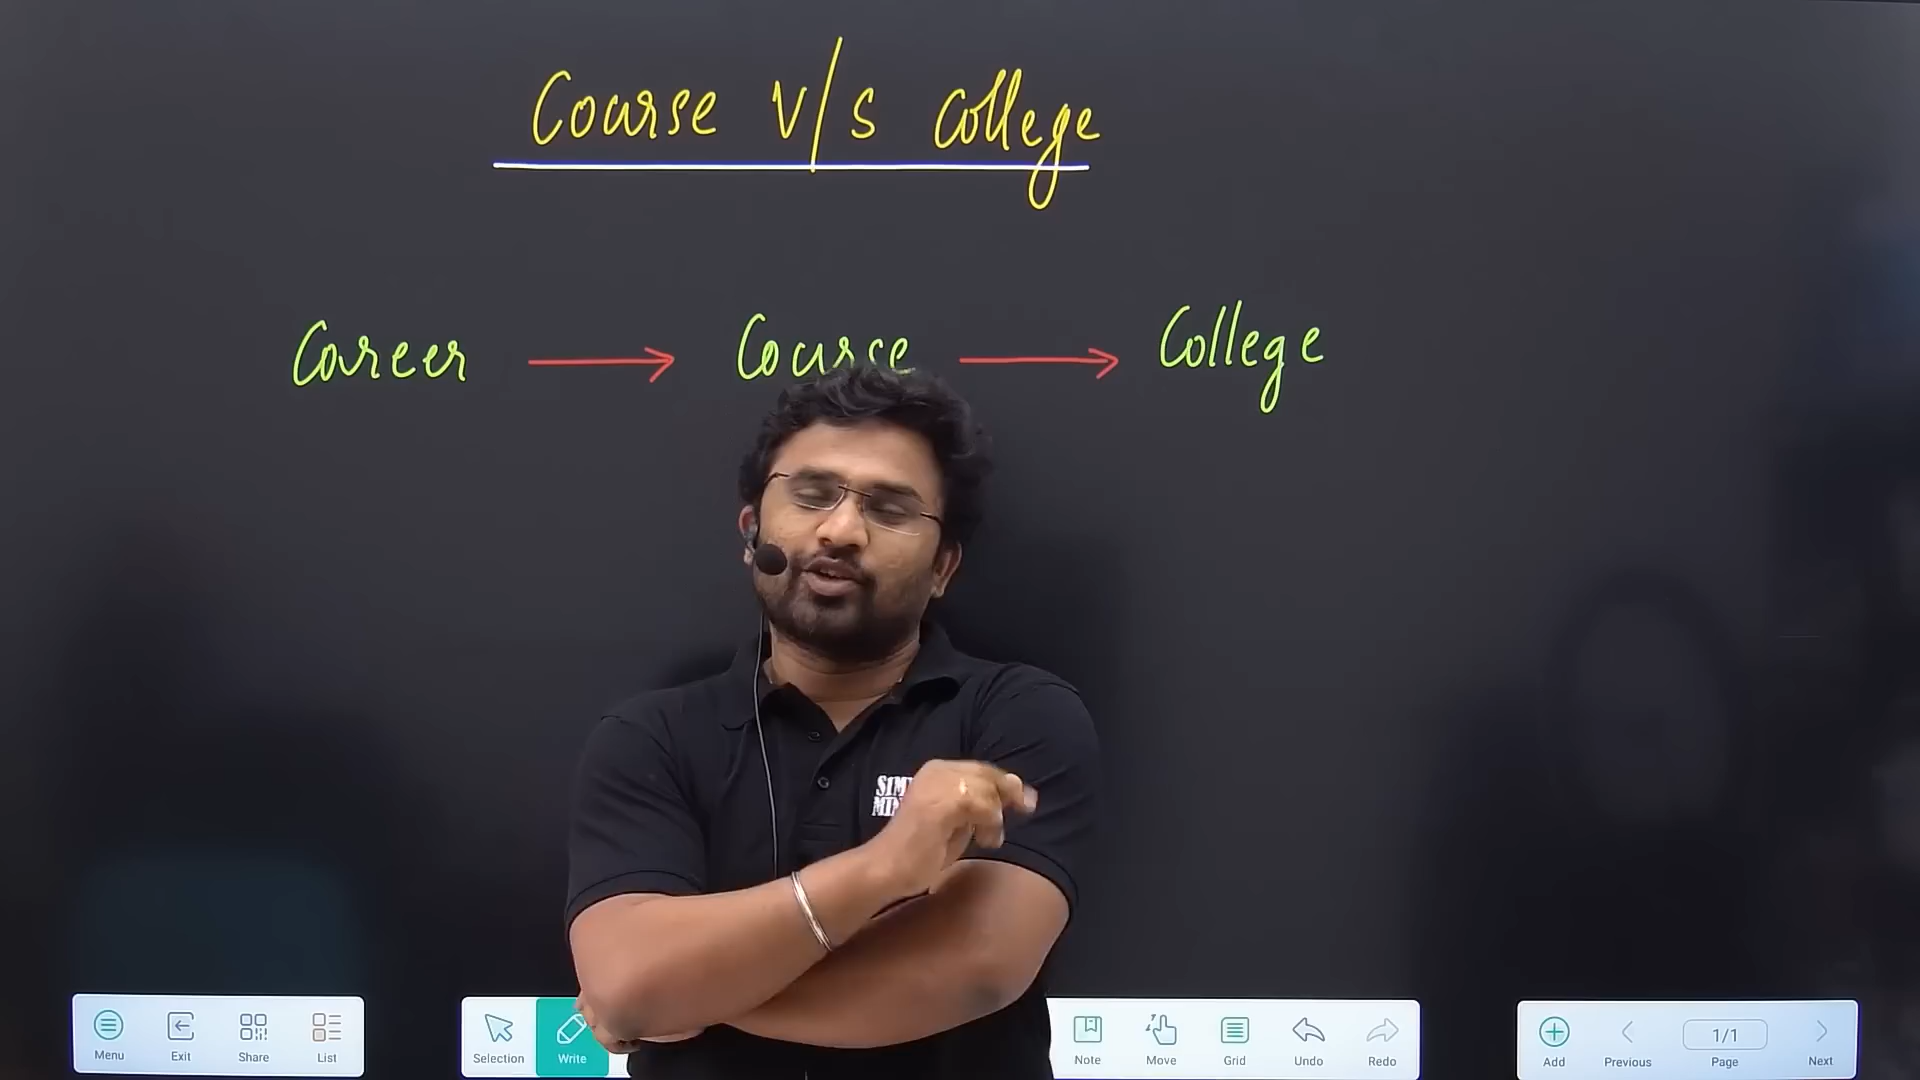 Course V/s College
Career → Course → College
Menu Exit Share List
Selection Write Note Move Grid Undo Redo
Add Previous 1/1 Page Next